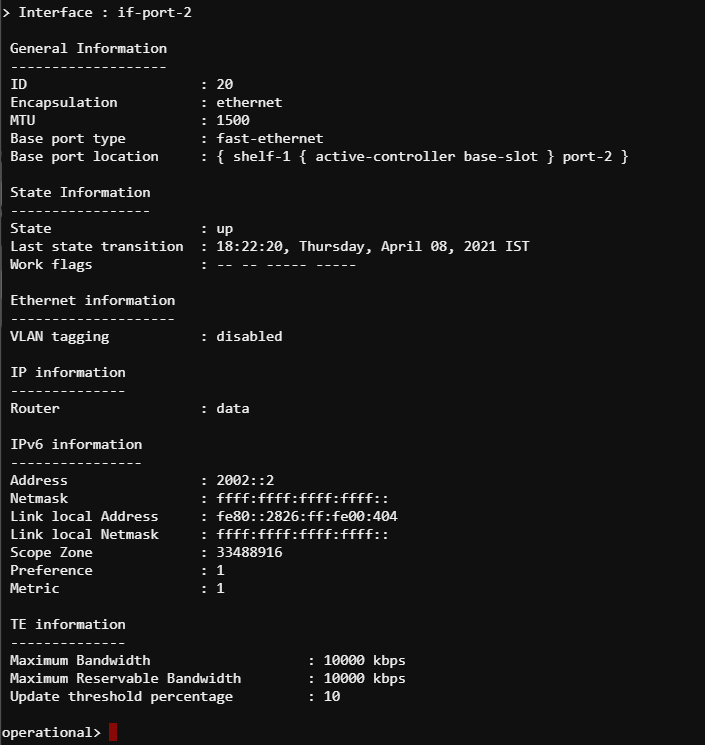 > Interface : if-port-2
General Information
-------------------
ID : 20
Encapsulation : ethernet
MTU : 1500
Base port type : fast-ethernet
Base port location : { shelf-1 { active-controller base-slot } port-2 }
State Information
-----------------
State : up
Last state transition : 18:22:20, Thursday, April 08, 2021 IST
Work flags : -- -- ----- -----
Ethernet information
--------------------
VLAN tagging : disabled
IP information
--------------
Router : data
IPv6 information
----------------
Address : 2002::2
Netmask : ffff:ffff:ffff:ffff::
Link local Address : fe80::2826:ff:fe00:404
Link local Netmask : ffff:ffff:ffff:ffff::
Scope Zone : 33488916
Preference : 1
Metric : 1
TE information
--------------
Maximum Bandwidth : 10000 kbps
Maximum Reservable Bandwidth : 10000 kbps
Update threshold percentage : 10
operational>